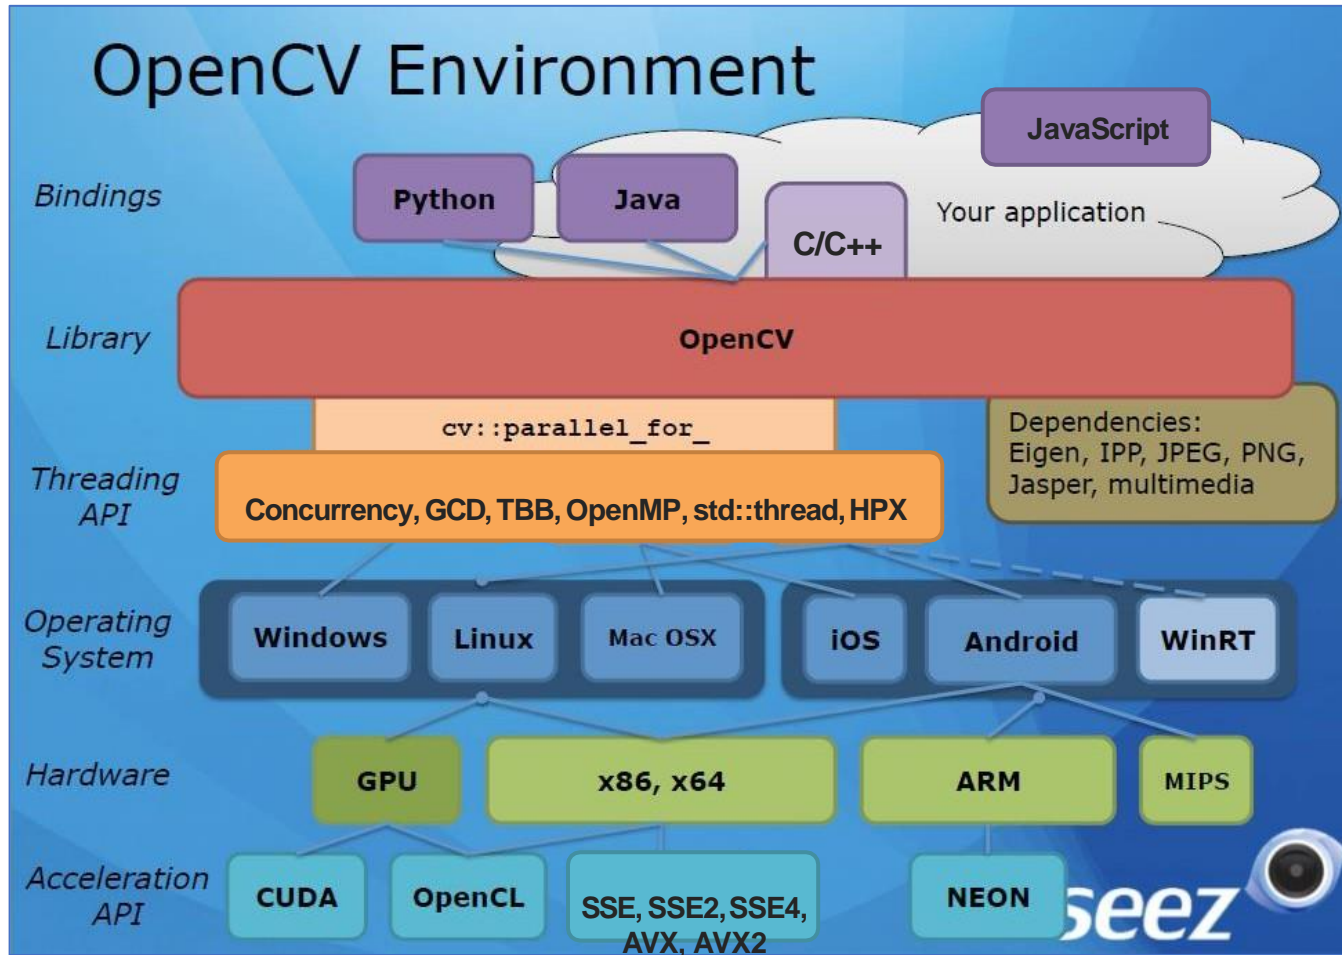 OpenCV Environment
JavaScript
Bindings
Python
Java
C/C++
Your application
Library
OpenCV
cv::parallel_for_
Dependencies:
Eigen, IPP, JPEG, PNG,
Jasper, multimedia
Threading
API
Concurrency, GCD, TBB, OpenMP, std::thread, HPX
Operating
System
Windows
Linux
Mac OSX
iOS
Android
WinRT
Hardware
GPU
x86, x64
ARM
MIPS
Acceleration
API
CUDA
OpenCL
SSE, SSE2, SSE4,
AVX, AVX2
NEON
seez